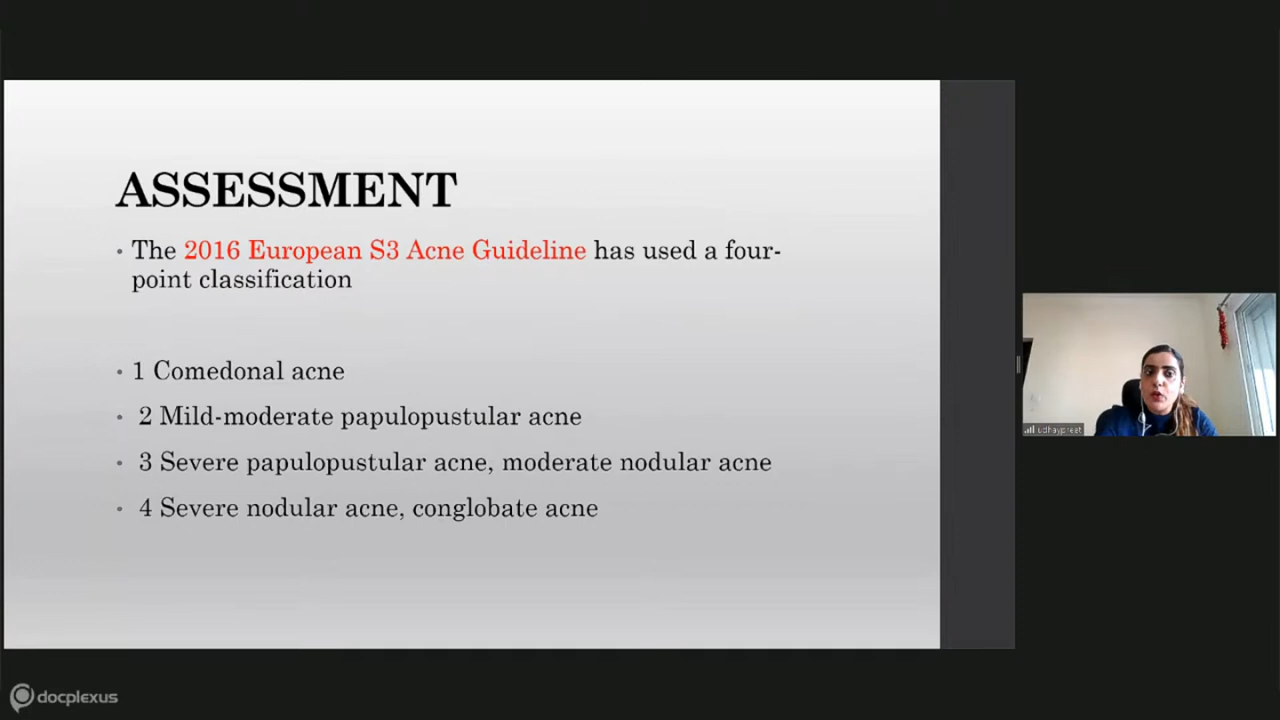 ASSESSMENT
• The 2016 European S3 Acne Guideline has used a four-
point classification
• 1 Comedonal acne
• 2 Mild-moderate papulopustular acne
• 3 Severe papulopustular acne, moderate nodular acne
• 4 Severe nodular acne, conglobate acne
udhaypreet
docplexus